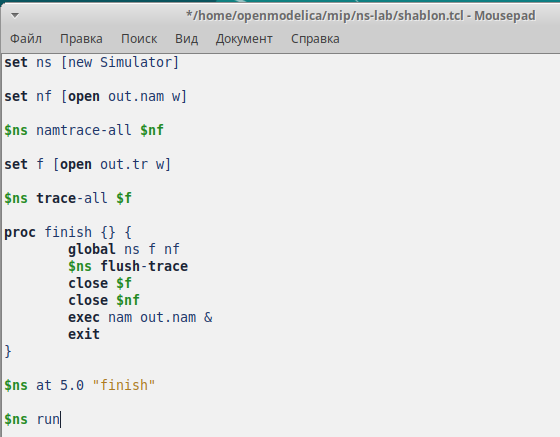 */home/openmodelica/mip/ns-lab/shablon.tcl - Mousepad
Файл Правка Поиск Вид Документ Справка
set ns [new Simulator]
set nf [open out.nam w]
$ns namtrace-all $nf
set f [open out.tr w]
$ns trace-all $f
proc finish {} {
        global ns f nf
        $ns flush-trace
        close $f
        close $nf
        exec nam out.nam &
        exit
}
$ns at 5.0 "finish"
$ns run